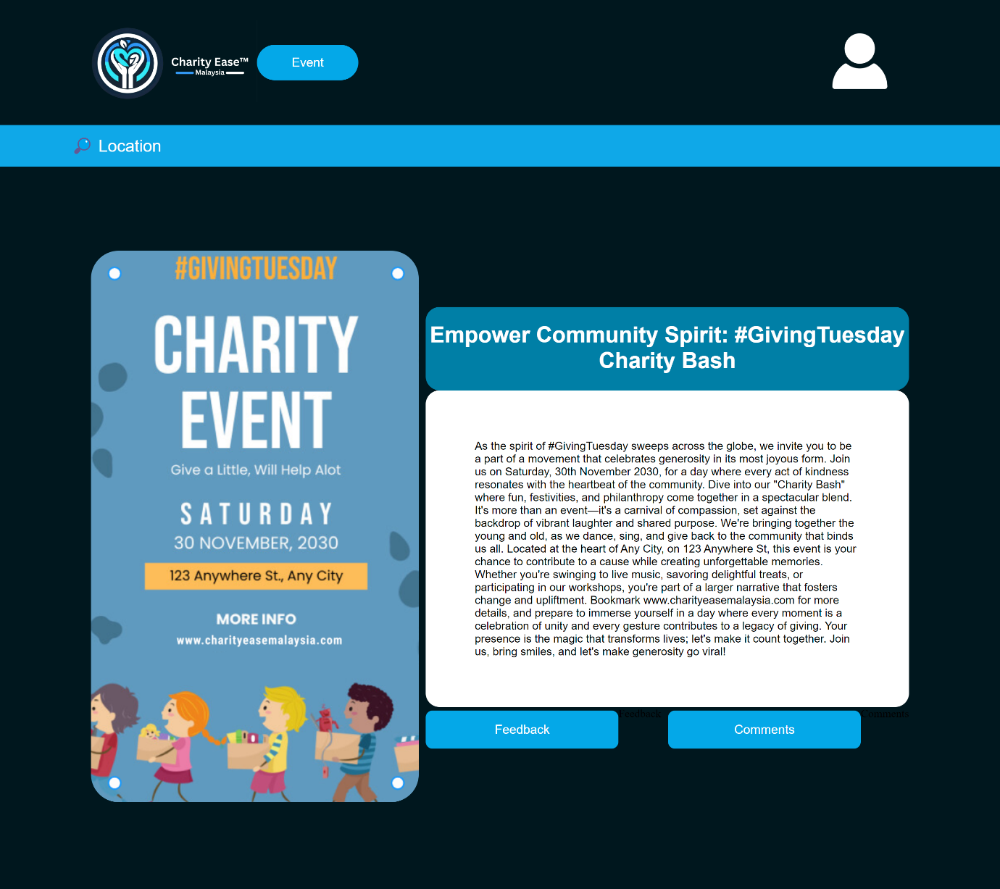 Charity Ease™
Malaysia
Event
Location
#GIVINGTUESDAY
CHARITY
EVENT
Give a Little, Will Help Alot
SATURDAY
30 NOVEMBER, 2030
123 Anywhere St., Any City
MORE INFO
www.charityeasemalaysia.com
Empower Community Spirit: #GivingTuesday
Charity Bash
As the spirit of #GivingTuesday sweeps across the globe, we invite you to be
a part of a movement that celebrates generosity in its most joyous form. Join
us on Saturday, 30th November 2030, for a day where every act of kindness
resonates with the heartbeat of the community. Dive into our "Charity Bash"
where fun, festivities, and philanthropy come together in a spectacular blend.
It's more than an event—it's a carnival of compassion, set against the
backdrop of vibrant laughter and shared purpose. We're bringing together the
young and old, as we dance, sing, and give back to the community that binds
us all. Located at the heart of Any City, on 123 Anywhere St, this event is your
chance to contribute to a cause while creating unforgettable memories.
Whether you're swinging to live music, savoring delightful treats, or
participating in our workshops, you're part of a larger narrative that fosters
change and upliftment. Bookmark www.charityeasemalaysia.com for more
details, and prepare to immerse yourself in a day where every moment is a
celebration of unity and every gesture contributes to a legacy of giving. Your
presence is the magic that transforms lives; let's make it count together. Join
us, bring smiles, and let's make generosity go viral!
Feedback
Feedback
Comments
Comments